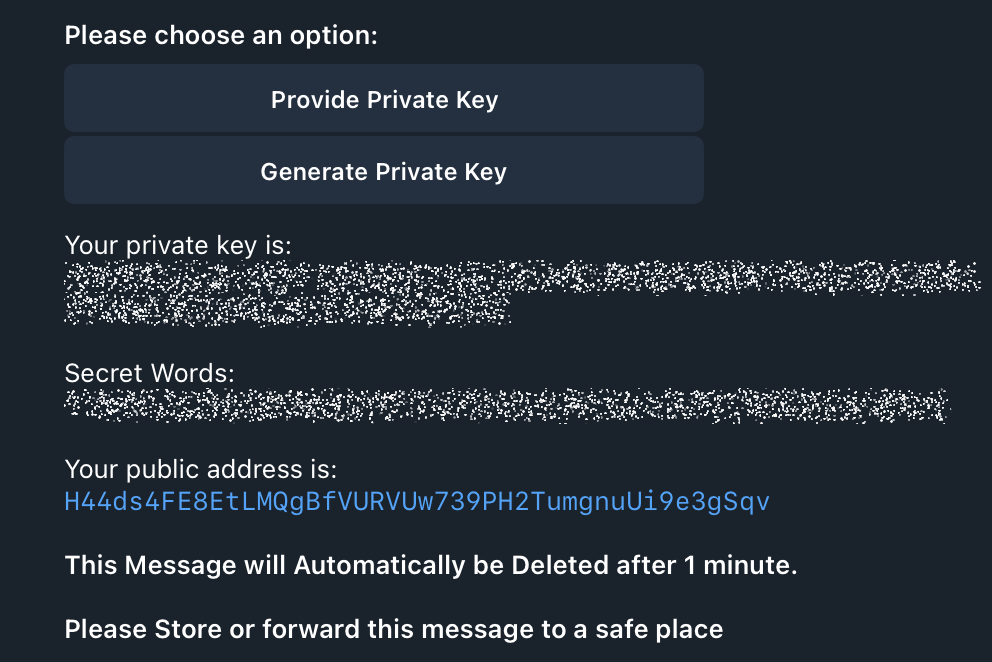 Please choose an option:
Provide Private Key
Generate Private Key
Your private key is:
Secret Words:
Your public address is:
H44ds4FE8EtLMQgBfVURVUw739PH2TumgnuUi9e3gSqv
This Message will Automatically be Deleted after 1 minute.
Please Store or forward this message to a safe place